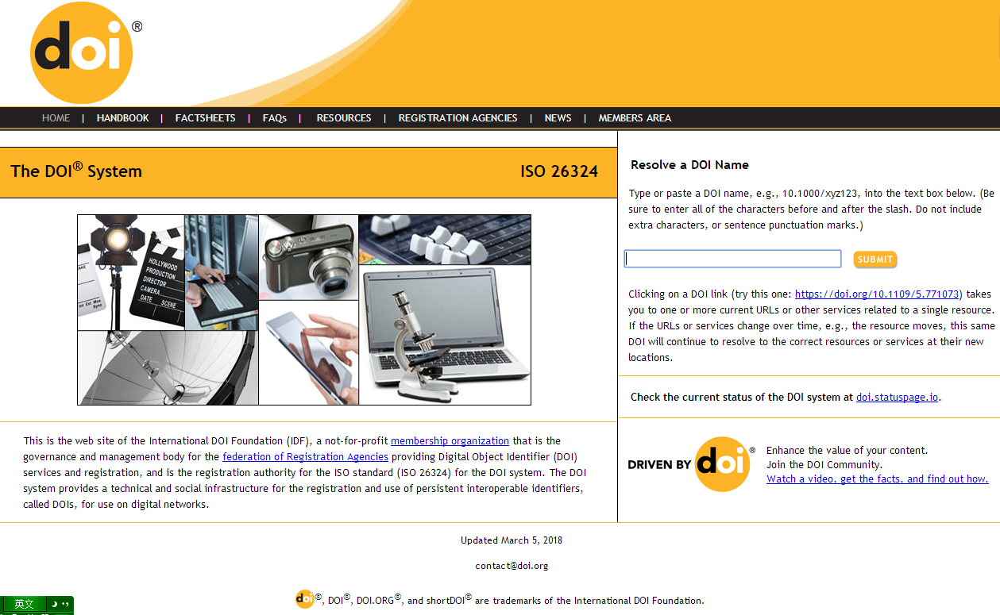 doi®
HOME | HANDBOOK | FACTSHEETS | FAQs | RESOURCES | REGISTRATION AGENCIES | NEWS | MEMBERS AREA
The DOI® System
ISO 26324
HOLLYWOOD
PRODUCTION
DIRECTOR
CAMERA
DATE SCENE
Int Ext Mos
Sync
This is the web site of the International DOI Foundation (IDF), a not-for-profit membership organization that is the
governance and management body for the federation of Registration Agencies providing Digital Object Identifier (DOI)
services and registration, and is the registration authority for the ISO standard (ISO 26324) for the DOI system. The DOI
system provides a technical and social infrastructure for the registration and use of persistent interoperable identifiers,
called DOIs, for use on digital networks.
Resolve a DOI Name
Type or paste a DOI name, e.g., 10.1000/xyz123, into the text box below. (Be
sure to enter all of the characters before and after the slash. Do not include
extra characters, or sentence punctuation marks.)
SUBMIT
Clicking on a DOI link (try this one: https://doi.org/10.1109/5.771073) takes
you to one or more current URLs or other services related to a single resource.
If the URLs or services change over time, e.g., the resource moves, this same
DOI will continue to resolve to the correct resources or services at their new
locations.
Check the current status of the DOI system at doi.statuspage.io.
DRIVEN BY doi®
Enhance the value of your content.
Join the DOI Community.
Watch a video, get the facts, and find out how.
Updated March 5, 2018
contact@doi.org
doi®, DOI®, DOI.ORG®, and shortDOI® are trademarks of the International DOI Foundation.
英文